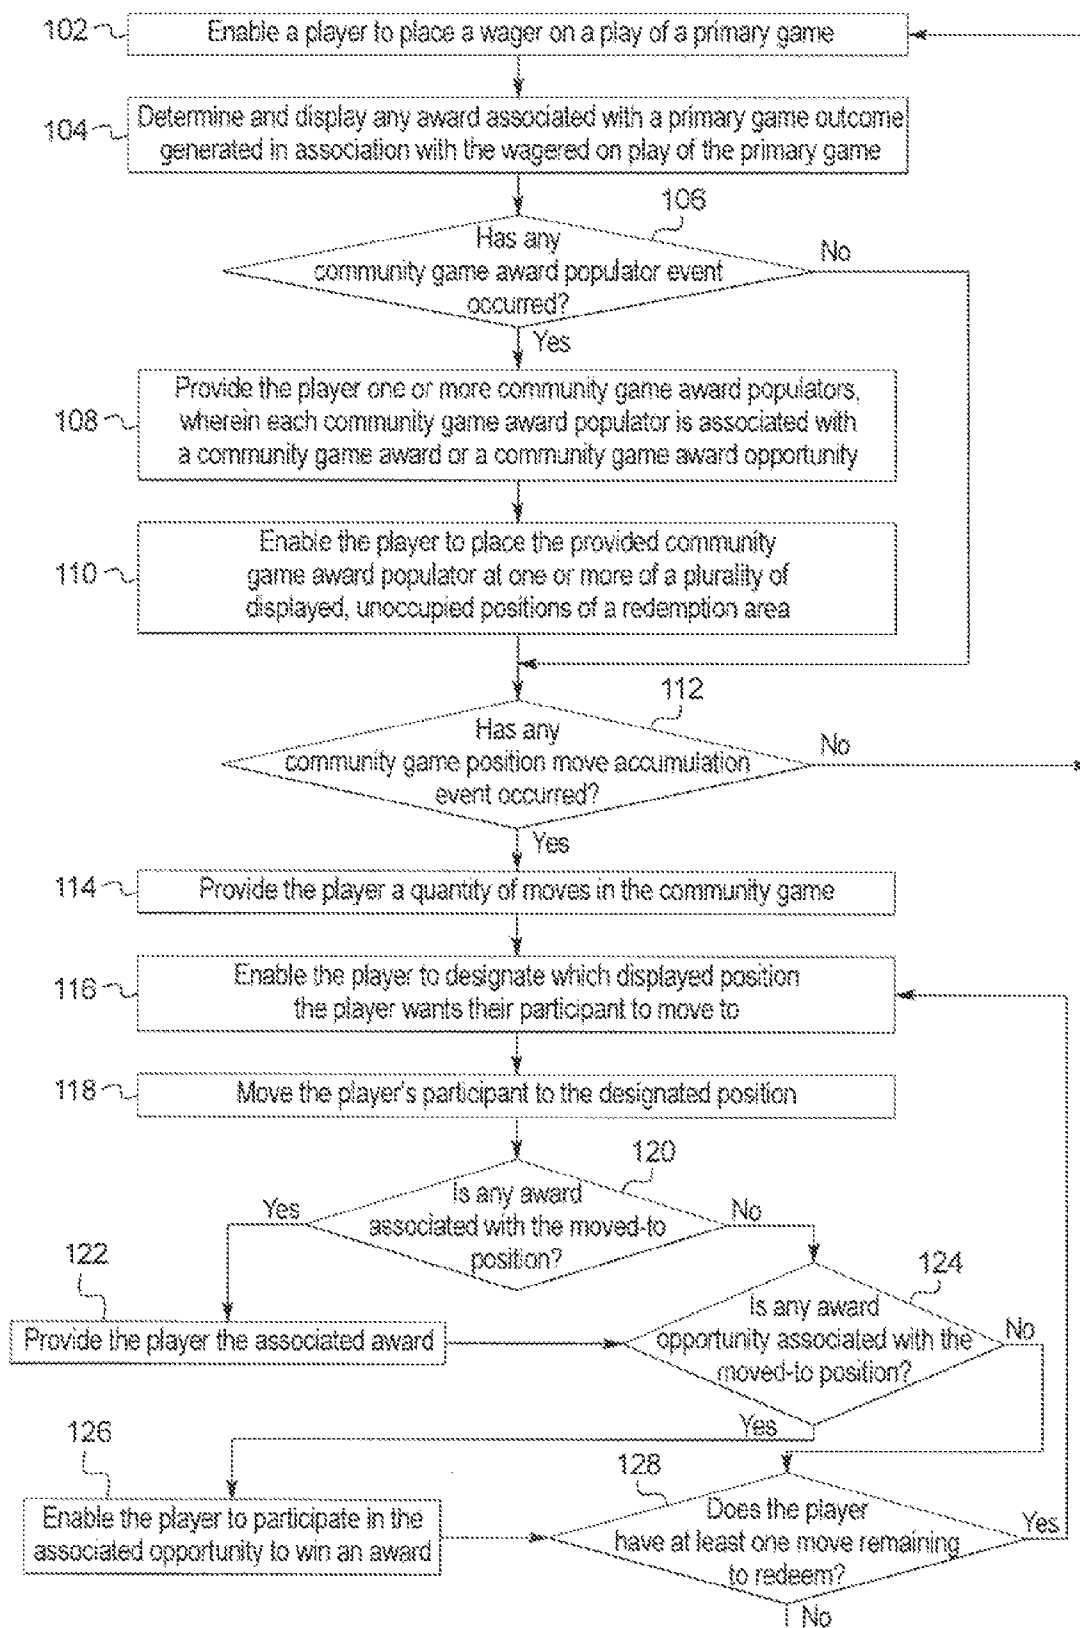 102
Enable a player to place a wager on a play of a primary game
104
Determine and display any award associated with a primary game outcome
generated in association with the wagered on play of the primary game
106
Has any
community game award populator event
occurred?
No
Yes
108
Provide the player one or more community game award populators,
wherein each community game award populator is associated with
a community game award or a community game award opportunity
110
Enable the player to place the provided community
game award populator at one or more of a plurality of
displayed, unoccupied positions of a redemption area
112
Has any
community game position move accumulation
event occurred?
No
Yes
114
Provide the player a quantity of moves in the community game
116
Enable the player to designate which displayed position
the player wants their participant to move to
118
Move the player's participant to the designated position
120
Is any award
associated with the moved-to
position?
Yes
No
122
Provide the player the associated award
124
Is any award
opportunity associated with the
moved-to position?
No
Yes
126
Enable the player to participate in the
associated opportunity to win an award
128
Does the player
have at least one move remaining
to redeem?
Yes
No